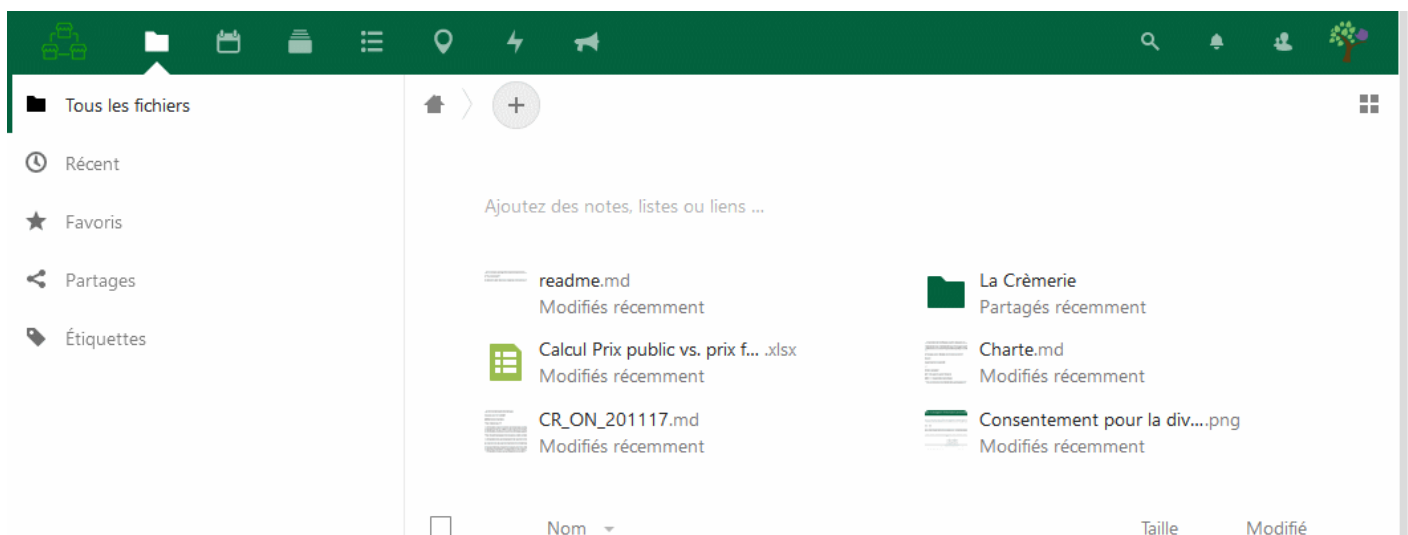 Tous les fichiers
Récent
Favoris
Partages
Étiquettes
Ajoutez des notes, listes ou liens ...
readme.md
Modifiés récemment
La Crèmerie
Partagés récemment
Calcul Prix public vs. prix f... .xlsx
Modifiés récemment
Charte.md
Modifiés récemment
CR_ON_201117.md
Modifiés récemment
Consentement pour la div....png
Modifiés récemment
Nom
Taille
Modifié